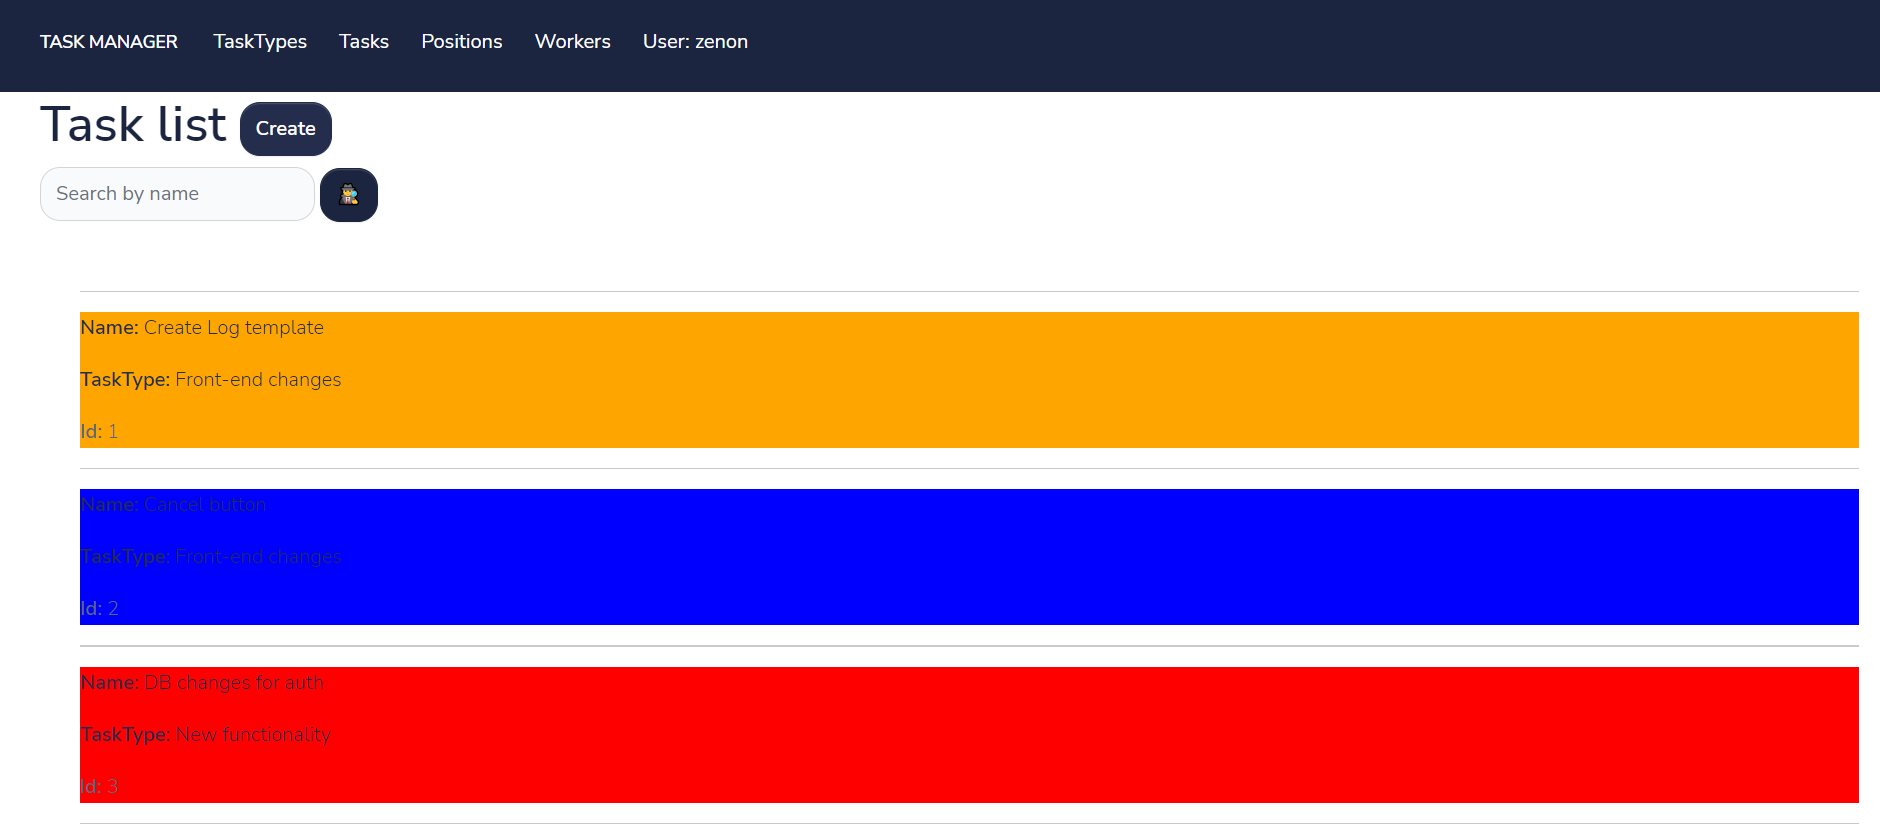 TASK MANAGER TaskTypes Tasks Positions Workers User: zenon
Task list Create
Search by name
Name: Create Log template
TaskType: Front-end changes
Id: 1
Name: Cancel button
TaskType: Front-end changes
Id: 2
Name: DB changes for auth
TaskType: New functionality
Id: 3